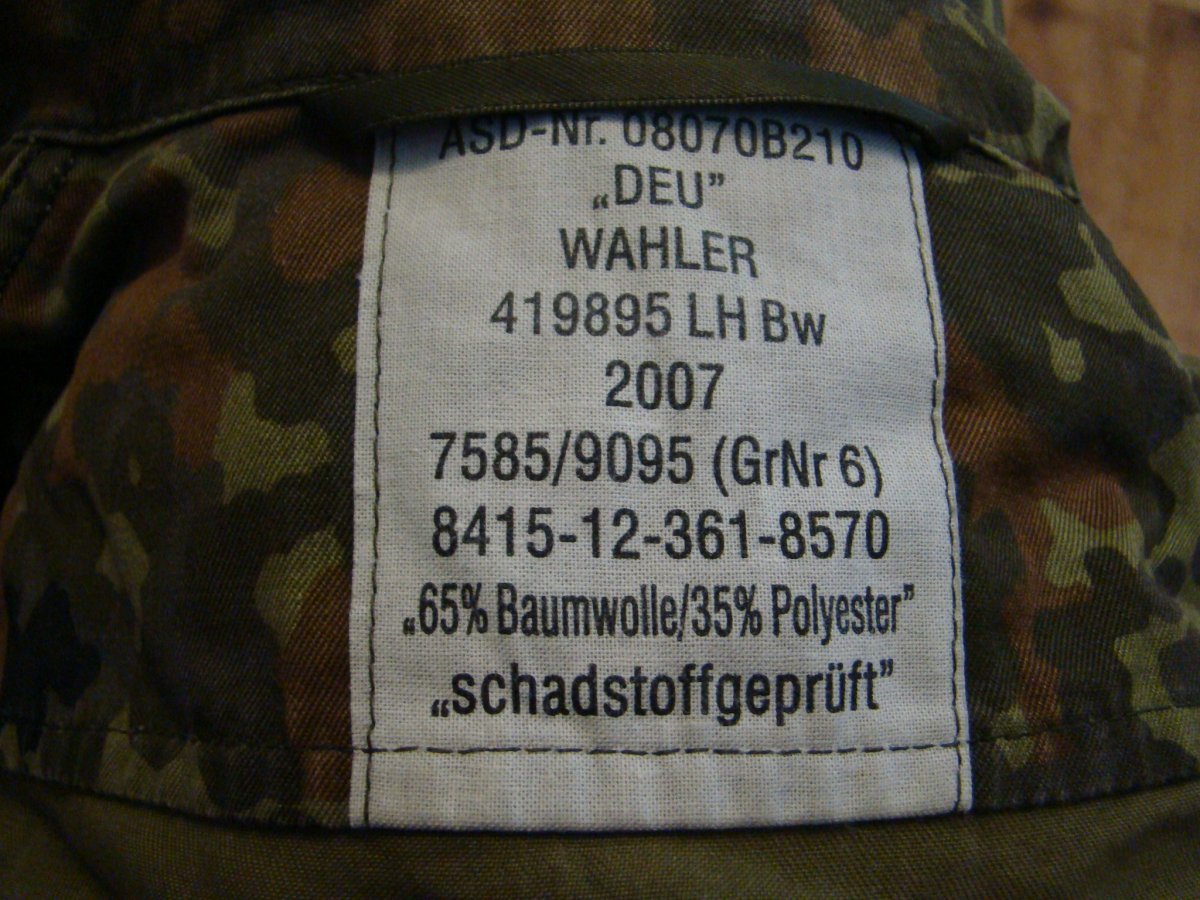 ASD-Nr. 08070B210
„DEU”
WAHLER
419895 LH Bw
2007
7585/9095 (GrNr 6)
8415-12-361-8570
„65% Baumwolle/35% Polyester”
„schadstoffgeprüft”